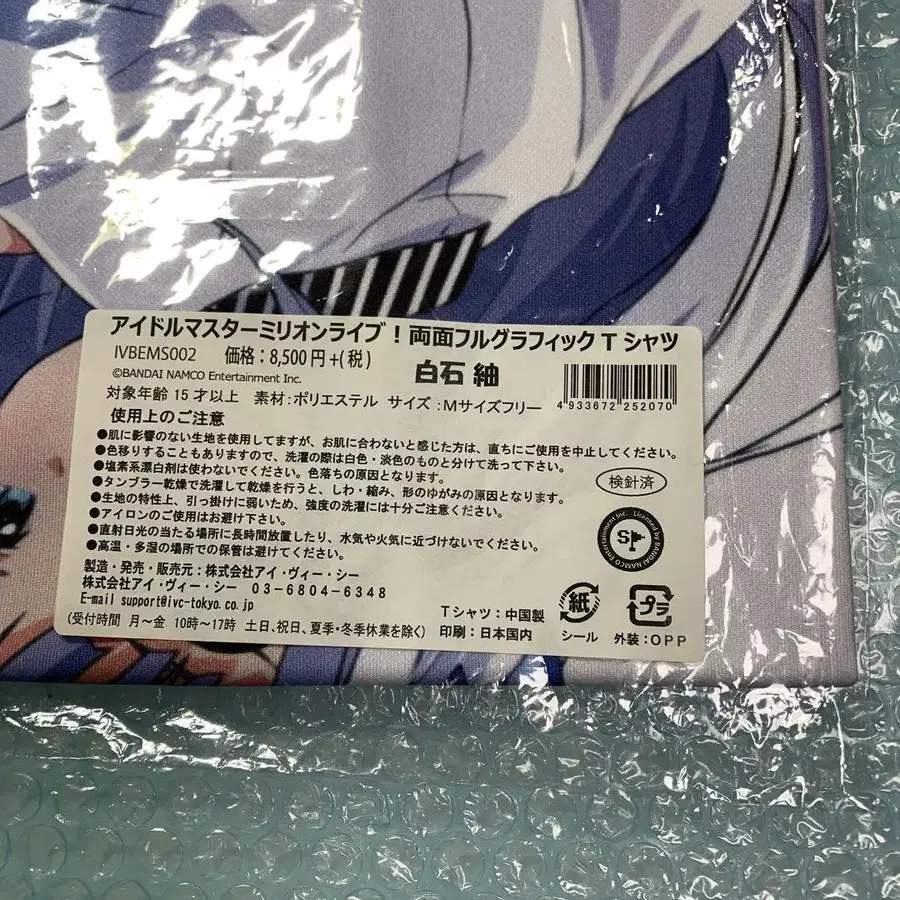 アイドルマスターミリオンライブ！両面フルグラフィックTシャツ
IVBEMS002 価格：8,500円+(税) 白石 紬
©BANDAI NAMCO Entertainment Inc.
対象年齢 15才以上 素材：ポリエステル サイズ：Mサイズフリー
4 933672 252070
使用上のご注意
●肌に影響のない生地を使用してますが、お肌に合わないと感じた方は、直ちにご使用を中止してください。
●色移りすることもありますので、洗濯の際は白色・淡色のものと分けて洗って下さい。
●塩素系漂白剤は使わないでください。色落ちの原因となります。
●タンブラー乾燥で洗濯して乾燥を行うと、しわ・縮み、形のゆがみの原因となります。
●生地の特性上、引っ掛けに弱いため、強度の洗濯には十分ご注意ください。
●アイロンのご使用はお避け下さい。
●直射日光の当たる場所に長時間放置したり、水気や火気に近づけないでください。
●高温・多湿の場所での保管は避けてください。
検針済
Licensed by BANDAI NAMCO Entertainment Inc.
SP
製造・発売・販売元：株式会社アイ・ヴィー・シー
株式会社アイ・ヴィー・シー 03-6804-6348
E-mail support@ivc-tokyo.co.jp
(受付時間 月～金 10時～17時 土日、祝日、夏季・冬季休業を除く)
Tシャツ：中国製
印刷：日本国内
紙
シール
プラ
外装：OPP